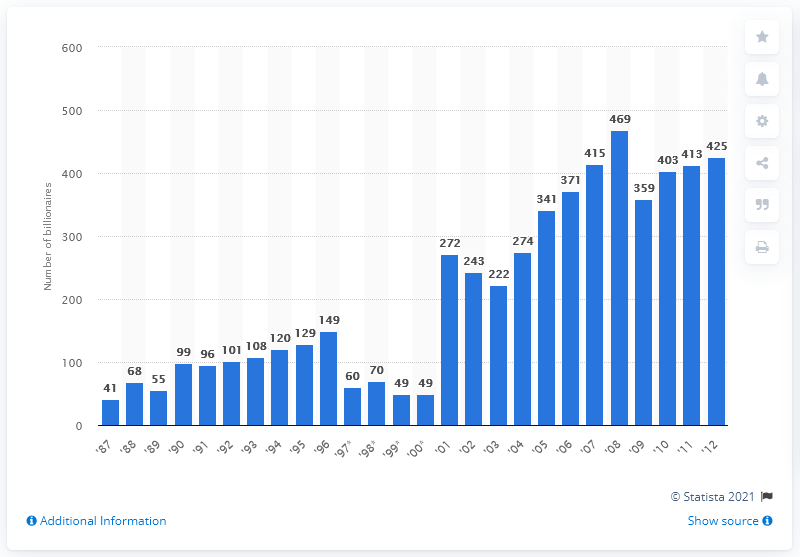 600
500
400
300
200
100
0
Number of billionaires
41 68 55 99 96 101 108 120 129 149 60 70 49 49 272 243 222 274 341 371 415 469 359 403 413 425
'87 '88 '89 '90 '91 '92 '93 '94 '95 '96 '97* '98* '99* '00* '01 '02 '03 '04 '05 '06 '07 '08 '09 '10 '11 '12
© Statista 2021
Additional Information
Show source